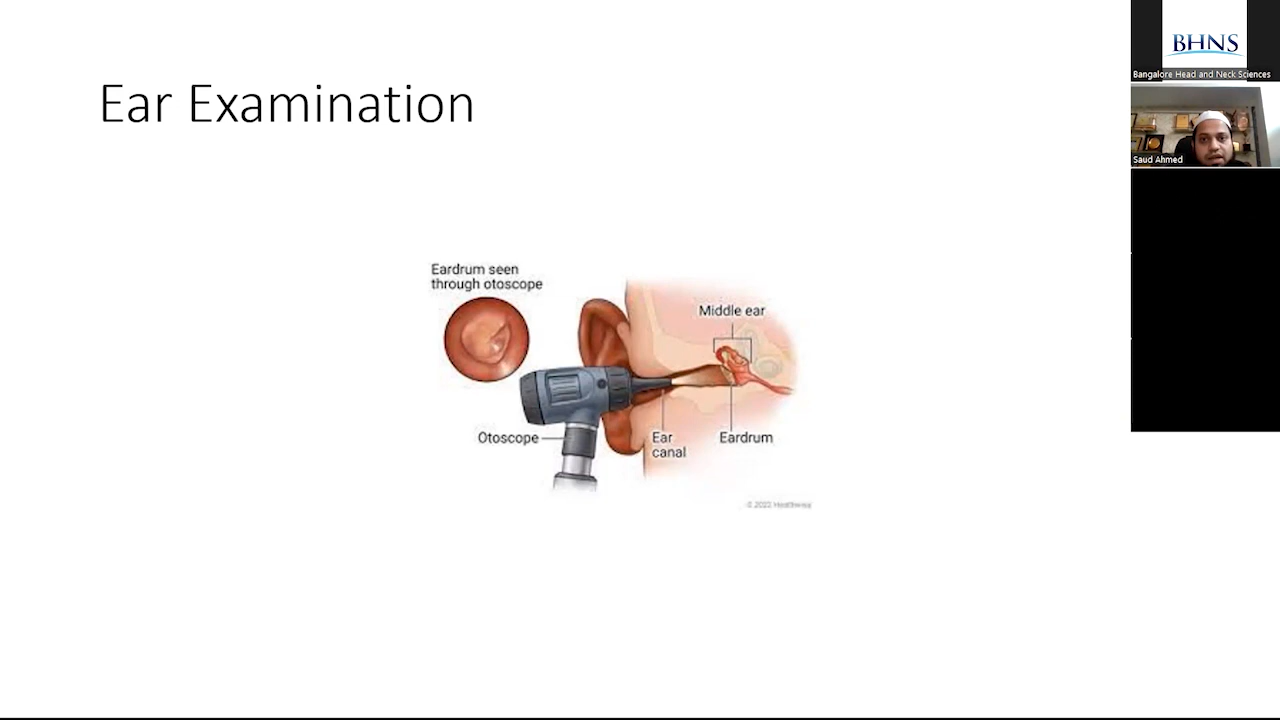 Ear Examination
Eardrum seen
through otoscope
Middle ear
Otoscope
Ear
canal
Eardrum
© 2022 Healthwise
BHNS
Bangalore Head and Neck Sciences
Saud Ahmed